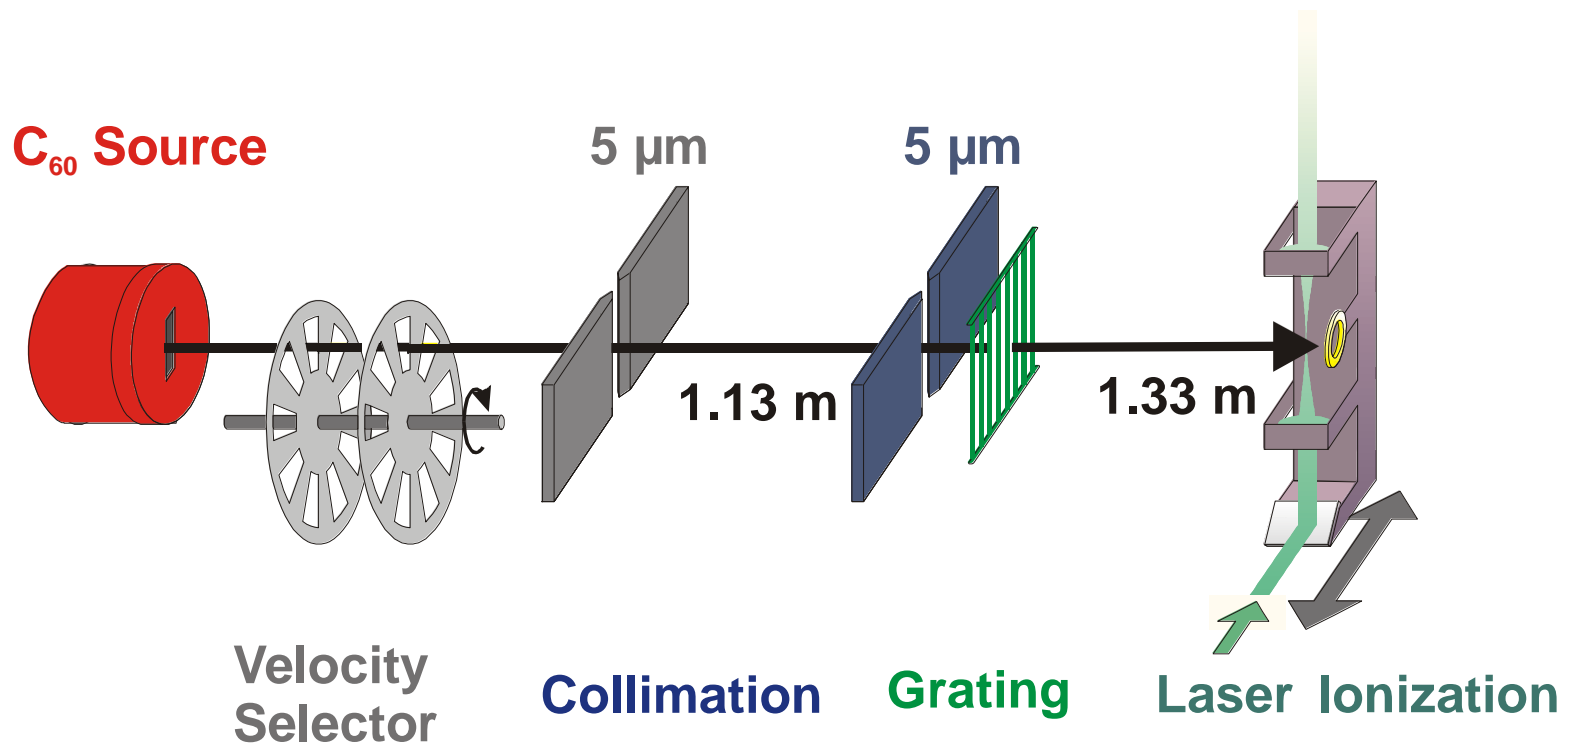 C₆₀ Source
5 µm
5 µm
1.13 m
1.33 m
Velocity
Selector
Collimation
Grating
Laser Ionization